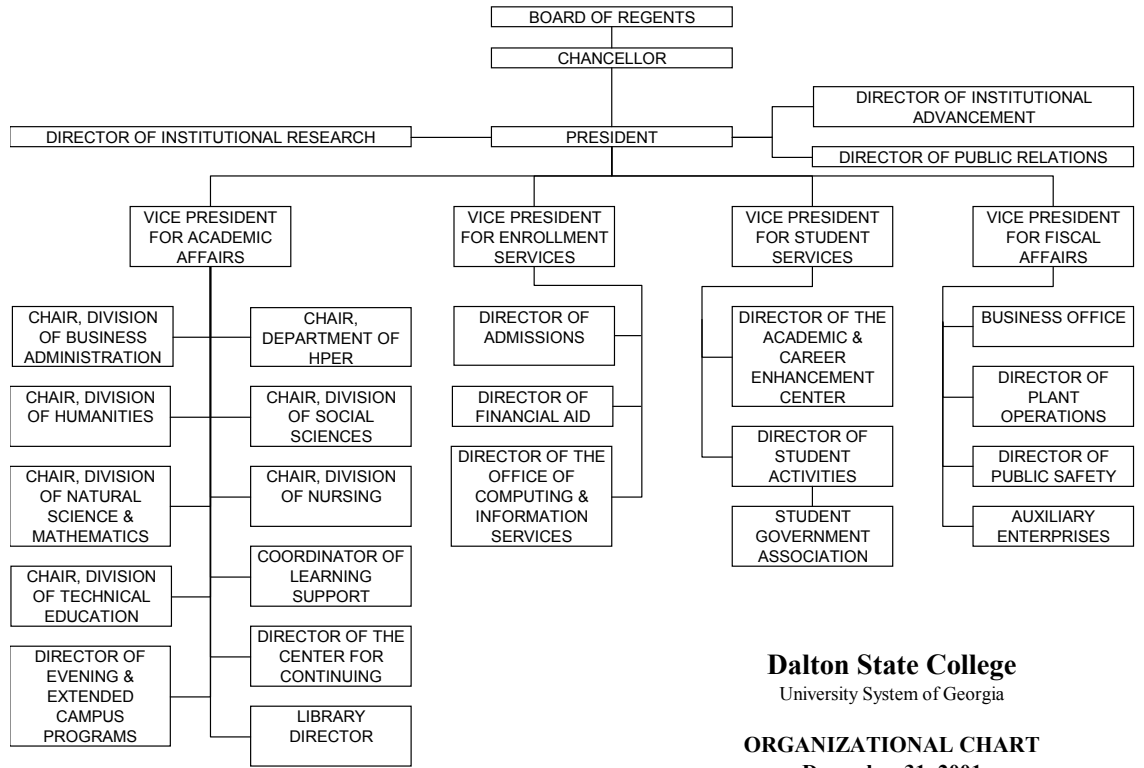 BOARD OF REGENTS
CHANCELLOR
DIRECTOR OF INSTITUTIONAL
ADVANCEMENT
DIRECTOR OF INSTITUTIONAL RESEARCH
PRESIDENT
DIRECTOR OF PUBLIC RELATIONS
VICE PRESIDENT
FOR ACADEMIC
AFFAIRS
VICE PRESIDENT
FOR ENROLLMENT
SERVICES
VICE PRESIDENT
FOR STUDENT
SERVICES
VICE PRESIDENT
FOR FISCAL
AFFAIRS
CHAIR, DIVISION
OF BUSINESS
ADMINISTRATION
CHAIR, DIVISION
OF HUMANITIES
CHAIR, DIVISION
OF NATURAL
SCIENCE &
MATHEMATICS
CHAIR, DIVISION
OF TECHNICAL
EDUCATION
DIRECTOR OF
EVENING &
EXTENDED
CAMPUS
PROGRAMS
CHAIR,
DEPARTMENT OF
HPER
CHAIR, DIVISION
OF SOCIAL
SCIENCES
CHAIR, DIVISION
OF NURSING
COORDINATOR OF
LEARNING
SUPPORT
DIRECTOR OF THE
CENTER FOR
CONTINUING
LIBRARY
DIRECTOR
DIRECTOR OF
ADMISSIONS
DIRECTOR OF
FINANCIAL AID
DIRECTOR OF THE
OFFICE OF
COMPUTING &
INFORMATION
SERVICES
DIRECTOR OF THE
ACADEMIC &
CAREER
ENHANCEMENT
CENTER
DIRECTOR OF
STUDENT
ACTIVITIES
STUDENT
GOVERNMENT
ASSOCIATION
BUSINESS OFFICE
DIRECTOR OF
PLANT
OPERATIONS
DIRECTOR OF
PUBLIC SAFETY
AUXILIARY
ENTERPRISES
Dalton State College
University System of Georgia
ORGANIZATIONAL CHART